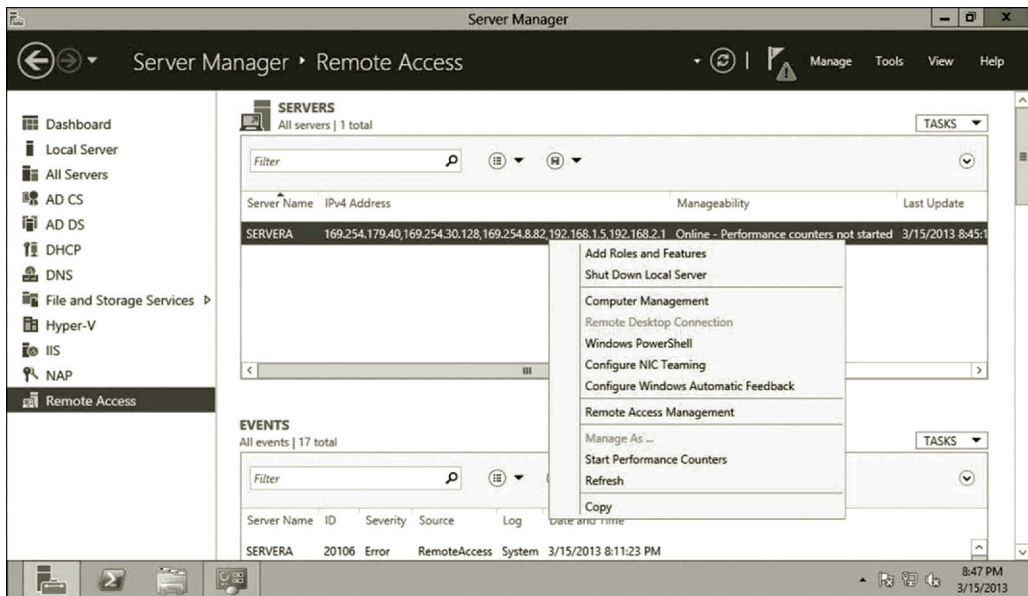 Server Manager
Server Manager • Remote Access
Manage Tools View Help
Dashboard
Local Server
All Servers
AD CS
AD DS
DHCP
DNS
File and Storage Services
Hyper-V
IIS
NAP
Remote Access
SERVERS
All servers | 1 total
TASKS
Filter
Server Name IPv4 Address Manageability Last Update
SERVERA 169.254.179.40,169.254.30.128,169.254.8.82,192.168.1.5,192.168.2.1 Online - Performance counters not started 3/15/2013 8:45:1
Add Roles and Features
Shut Down Local Server
Computer Management
Remote Desktop Connection
Windows PowerShell
Configure NIC Teaming
Configure Windows Automatic Feedback
Remote Access Management
Manage As ...
Start Performance Counters
Refresh
Copy
EVENTS
All events | 17 total
TASKS
Filter
Server Name ID Severity Source Log Date and Time
SERVERA 20106 Error RemoteAccess System 3/15/2013 8:11:23 PM
8:47 PM
3/15/2013